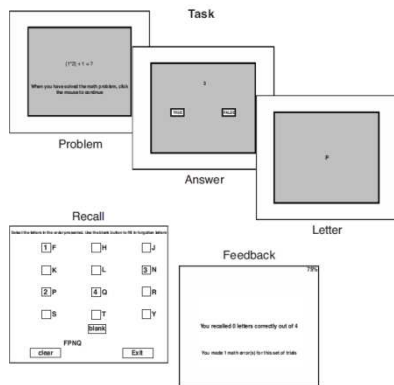 Task
(1*2) + 1 = ?
When you have solved the math problem, click
the mouse to continue
Problem
3
TRUE
FALSE
Answer
P
Letter
Recall
Select the letters in the order presented. Use the blank button to fill in forgotten letters
1 F
H
J
K
L
3 N
2 P
4 Q
R
S
T
Y
blank
FPNQ
clear
Exit
Feedback
75%
You recalled 0 letters correctly out of 4
You made 1 math error(s) for this set of trials